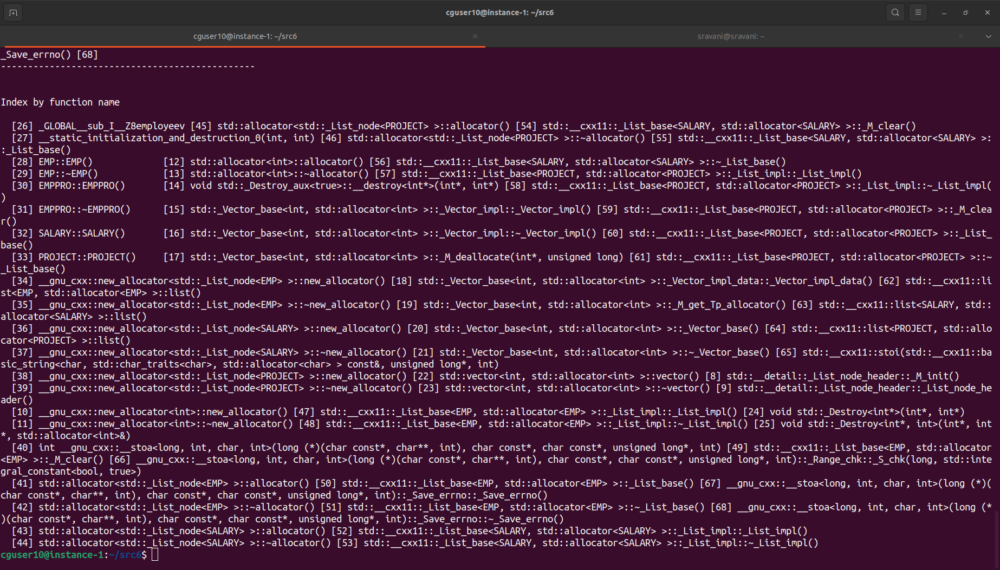 cguser10@instance-1: ~/src6
cguser10@instance-1: ~/src6
sravani@sravani: ~
_Save_errno() [68]
-----------------------------------------------
Index by function name
[26] _GLOBAL__sub_I__Z8employeev [45] std::allocator<std::_List_node<PROJECT> >::allocator() [54] std::__cxx11::_List_base<SALARY, std::allocator<SALARY> >::_M_clear()
[27] __static_initialization_and_destruction_0(int, int) [46] std::allocator<std::_List_node<PROJECT> >::~allocator() [55] std::__cxx11::_List_base<SALARY, std::allocator<SALARY> >:
:_List_base()
[28] EMP::EMP() [12] std::allocator<int>::allocator() [56] std::__cxx11::_List_base<SALARY, std::allocator<SALARY> >::~_List_base()
[29] EMP::~EMP() [13] std::allocator<int>::~allocator() [57] std::__cxx11::_List_base<PROJECT, std::allocator<PROJECT> >::_List_impl::_List_impl()
[30] EMPPRO::EMPPRO() [14] void std::_Destroy_aux<true>::__destroy<int*>(int*, int*) [58] std::__cxx11::_List_base<PROJECT, std::allocator<PROJECT> >::_List_impl::~_List_impl(
)
[31] EMPPRO::~EMPPRO() [15] std::_Vector_base<int, std::allocator<int> >::_Vector_impl::_Vector_impl() [59] std::__cxx11::_List_base<PROJECT, std::allocator<PROJECT> >::_M_clea
r()
[32] SALARY::SALARY() [16] std::_Vector_base<int, std::allocator<int> >::_Vector_impl::~_Vector_impl() [60] std::__cxx11::_List_base<PROJECT, std::allocator<PROJECT> >::_List_
base()
[33] PROJECT::PROJECT() [17] std::_Vector_base<int, std::allocator<int> >::_M_deallocate(int*, unsigned long) [61] std::__cxx11::_List_base<PROJECT, std::allocator<PROJECT> >::~
_List_base()
[34] __gnu_cxx::new_allocator<std::_List_node<EMP> >::new_allocator() [18] std::_Vector_base<int, std::allocator<int> >::_Vector_impl_data::_Vector_impl_data() [62] std::__cxx11::li
st<EMP, std::allocator<EMP> >::list()
[35] __gnu_cxx::new_allocator<std::_List_node<EMP> >::~new_allocator() [19] std::_Vector_base<int, std::allocator<int> >::_M_get_Tp_allocator() [63] std::__cxx11::list<SALARY, std::
allocator<SALARY> >::list()
[36] __gnu_cxx::new_allocator<std::_List_node<SALARY> >::new_allocator() [20] std::_Vector_base<int, std::allocator<int> >::_Vector_base() [64] std::__cxx11::list<PROJECT, std::allo
cator<PROJECT> >::list()
[37] __gnu_cxx::new_allocator<std::_List_node<SALARY> >::~new_allocator() [21] std::_Vector_base<int, std::allocator<int> >::~_Vector_base() [65] std::__cxx11::stoi(std::__cxx11::ba
sic_string<char, std::char_traits<char>, std::allocator<char> > const&, unsigned long*, int)
[38] __gnu_cxx::new_allocator<std::_List_node<PROJECT> >::new_allocator() [22] std::vector<int, std::allocator<int> >::vector() [8] std::__detail::_List_node_header::_M_init()
[39] __gnu_cxx::new_allocator<std::_List_node<PROJECT> >::~new_allocator() [23] std::vector<int, std::allocator<int> >::~vector() [9] std::__detail::_List_node_header::_List_node_he
ader()
[10] __gnu_cxx::new_allocator<int>::new_allocator() [47] std::__cxx11::_List_base<EMP, std::allocator<EMP> >::_List_impl::_List_impl() [24] void std::_Destroy<int*>(int*, int*)
[11] __gnu_cxx::new_allocator<int>::~new_allocator() [48] std::__cxx11::_List_base<EMP, std::allocator<EMP> >::_List_impl::~_List_impl() [25] void std::_Destroy<int*, int>(int*, int
*, std::allocator<int>&)
[40] int __gnu_cxx::__stoa<long, int, char, int>(long (*)(char const*, char**, int), char const*, char const*, unsigned long*, int) [49] std::__cxx11::_List_base<EMP, std::allocator
<EMP> >::_M_clear() [66] __gnu_cxx::__stoa<long, int, char, int>(long (*)(char const*, char**, int), char const*, char const*, unsigned long*, int)::_Range_chk::_S_chk(long, std::inte
gral_constant<bool, true>)
[41] std::allocator<std::_List_node<EMP> >::allocator() [50] std::__cxx11::_List_base<EMP, std::allocator<EMP> >::_List_base() [67] __gnu_cxx::__stoa<long, int, char, int>(long (*)(
char const*, char**, int), char const*, char const*, unsigned long*, int)::_Save_errno::_Save_errno()
[42] std::allocator<std::_List_node<EMP> >::~allocator() [51] std::__cxx11::_List_base<EMP, std::allocator<EMP> >::~_List_base() [68] __gnu_cxx::__stoa<long, int, char, int>(long (*
)(char const*, char**, int), char const*, char const*, unsigned long*, int)::_Save_errno::~_Save_errno()
[43] std::allocator<std::_List_node<SALARY> >::allocator() [52] std::__cxx11::_List_base<SALARY, std::allocator<SALARY> >::_List_impl::_List_impl()
[44] std::allocator<std::_List_node<SALARY> >::~allocator() [53] std::__cxx11::_List_base<SALARY, std::allocator<SALARY> >::_List_impl::~_List_impl()
cguser10@instance-1:~/src6$